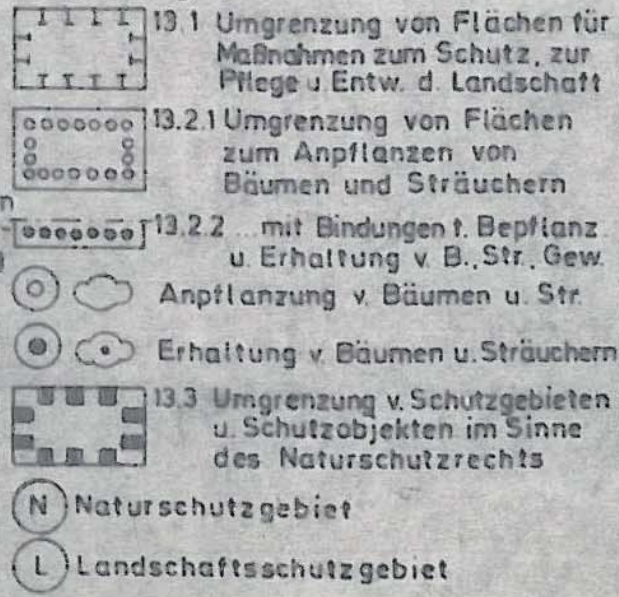 13.1 Umgrenzung von Flächen für
Maßnahmen zum Schutz, zur
Pflege u. Entw. d. Landschaft
13.2.1 Umgrenzung von Flächen
zum Anpflanzen von
Bäumen und Sträuchern
13.2.2 ... mit Bindungen f. Bepflanz.
u. Erhaltung v. B., Str., Gew.
Anpflanzung v. Bäumen u. Str.
Erhaltung v. Bäumen u. Sträuchern
13.3 Umgrenzung v. Schutzgebieten
u. Schutzobjekten im Sinne
des Naturschutzrechts
N Naturschutzgebiet
L Landschaftsschutzgebiet